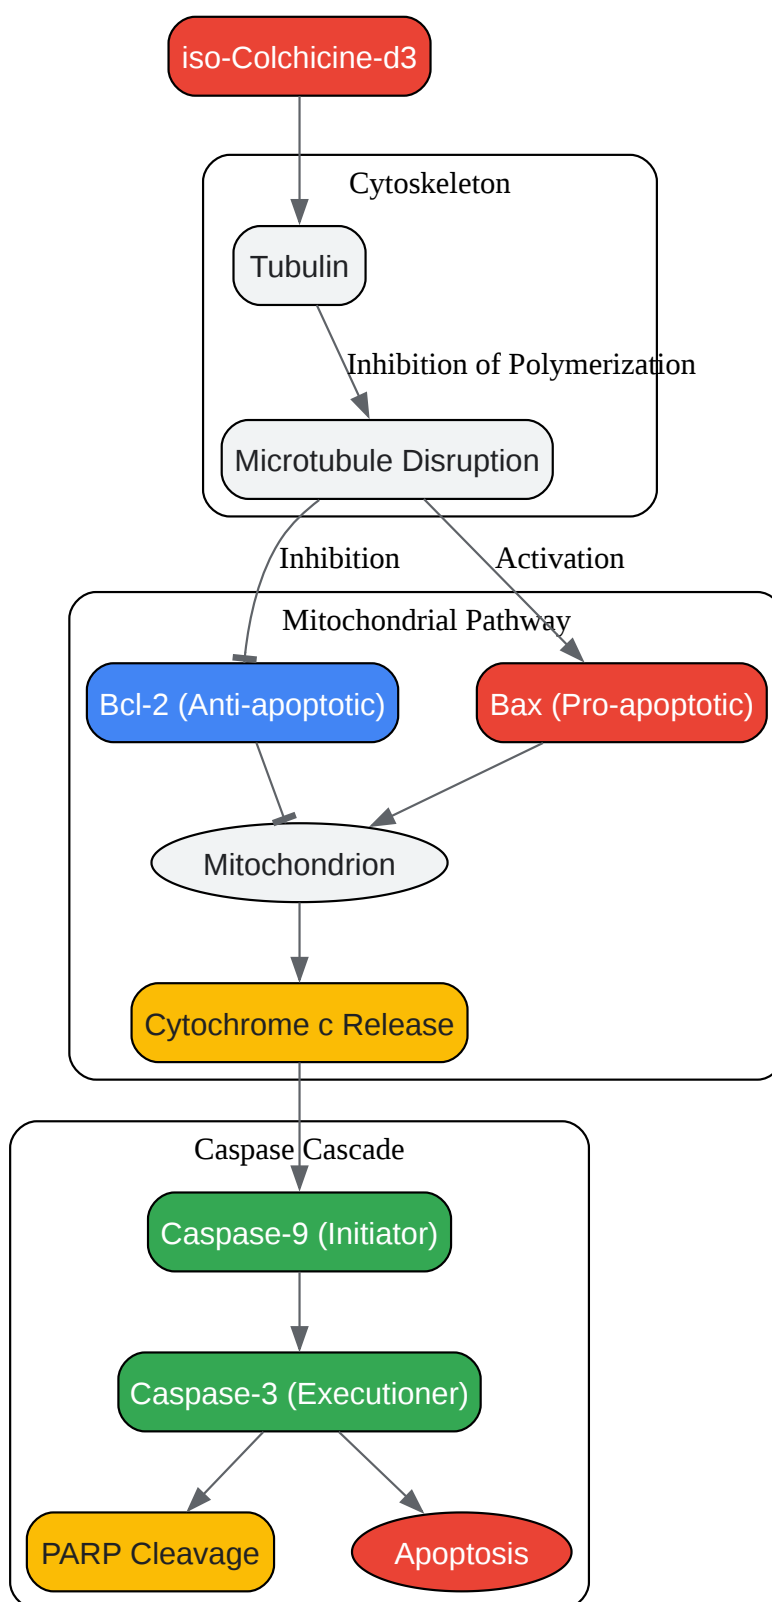 iso-Colchicine-d3
Cytoskeleton
Tubulin
Inhibition of Polymerization
Microtubule Disruption
Inhibition
Activation
Mitochondrial Pathway
Bcl-2 (Anti-apoptotic)
Bax (Pro-apoptotic)
Mitochondrion
Cytochrome c Release
Caspase Cascade
Caspase-9 (Initiator)
Caspase-3 (Executioner)
PARP Cleavage
Apoptosis